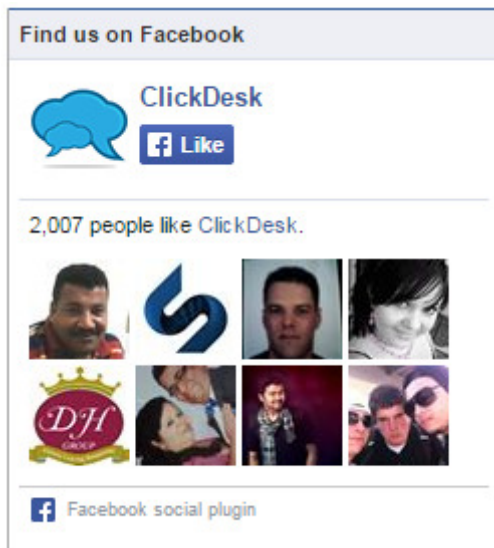 Find us on Facebook
ClickDesk
Like
2,007 people like ClickDesk.
DH
GROUP
Facebook social plugin